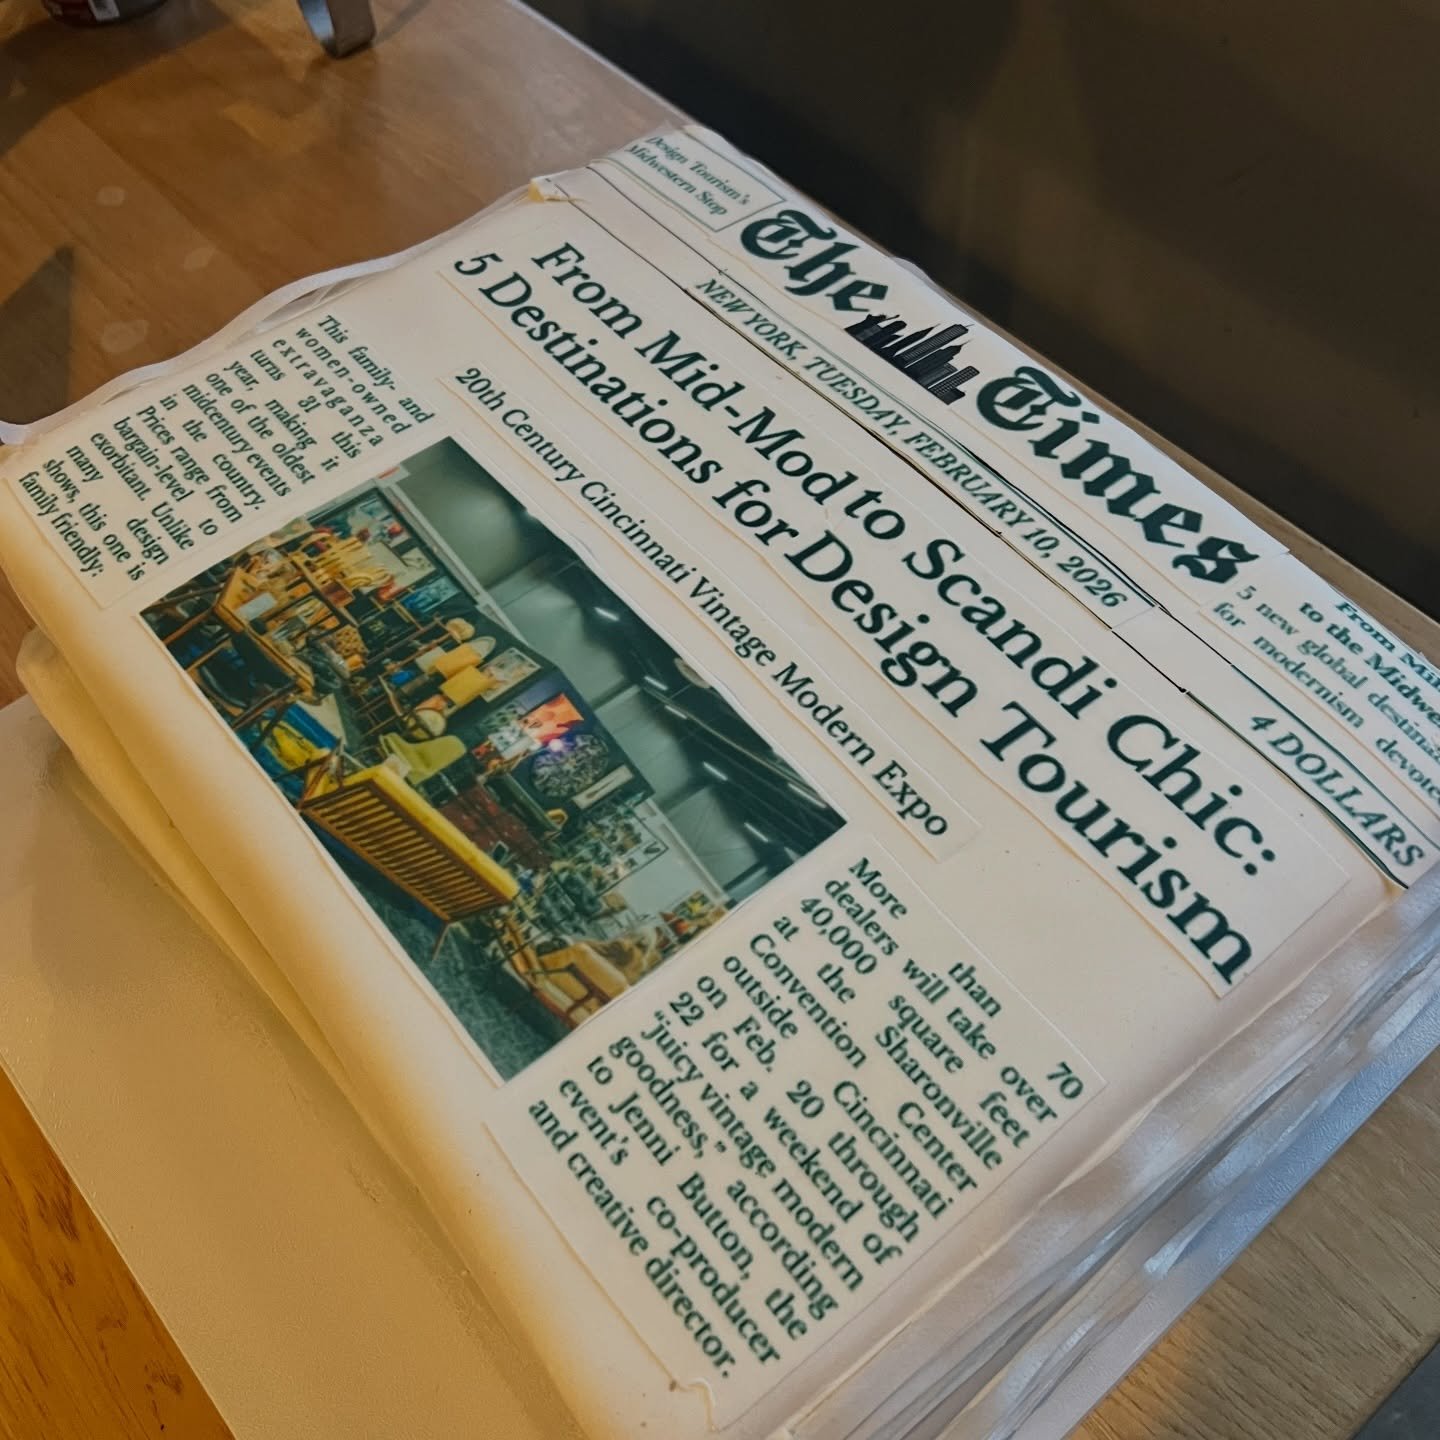 Design Tourism's
Midwestern Stop
The Times
From Mi
to the Midwe
5 new global destina
for modernism devote
NEW YORK, TUESDAY, FEBRUARY 10, 2026
4 DOLLARS
From Mid-Mod to Scandi Chic:
5 Destinations for Design Tourism
20th Century Cincinnati Vintage Modern Expo
This family- and
women-owned
extravaganza
turns 31 this
year, making it
one of the oldest
midcentury events
in the country.
Prices range from
bargain-level to
exorbitant. Unlike
many design
shows, this one is
family friendly:
More than 70
dealers will take over
40,000 square feet
at the Sharonville
Convention Center
outside Cincinnati
on Feb. 20 through
22 for a weekend of
“juicy vintage modern
goodness,” according
to Jenni Button, the
event's co-producer
and creative director.